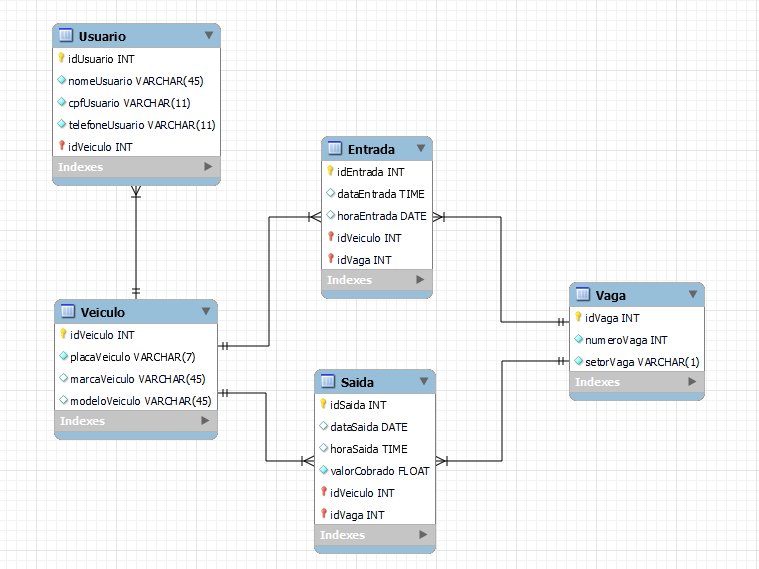 Usuario
idUsuario INT
nomeUsuario VARCHAR(45)
cpfUsuario VARCHAR(11)
telefoneUsuario VARCHAR(11)
idVeiculo INT
Indexes
Entrada
idEntrada INT
dataEntrada TIME
horaEntrada DATE
idVeiculo INT
idVaga INT
Indexes
Veiculo
idVeiculo INT
placaVeiculo VARCHAR(7)
marcaVeiculo VARCHAR(45)
modeloVeiculo VARCHAR(45)
Indexes
Saida
idSaida INT
dataSaida DATE
horaSaida TIME
valorCobrado FLOAT
idVeiculo INT
idVaga INT
Indexes
Vaga
idVaga INT
numeroVaga INT
setorVaga VARCHAR(1)
Indexes